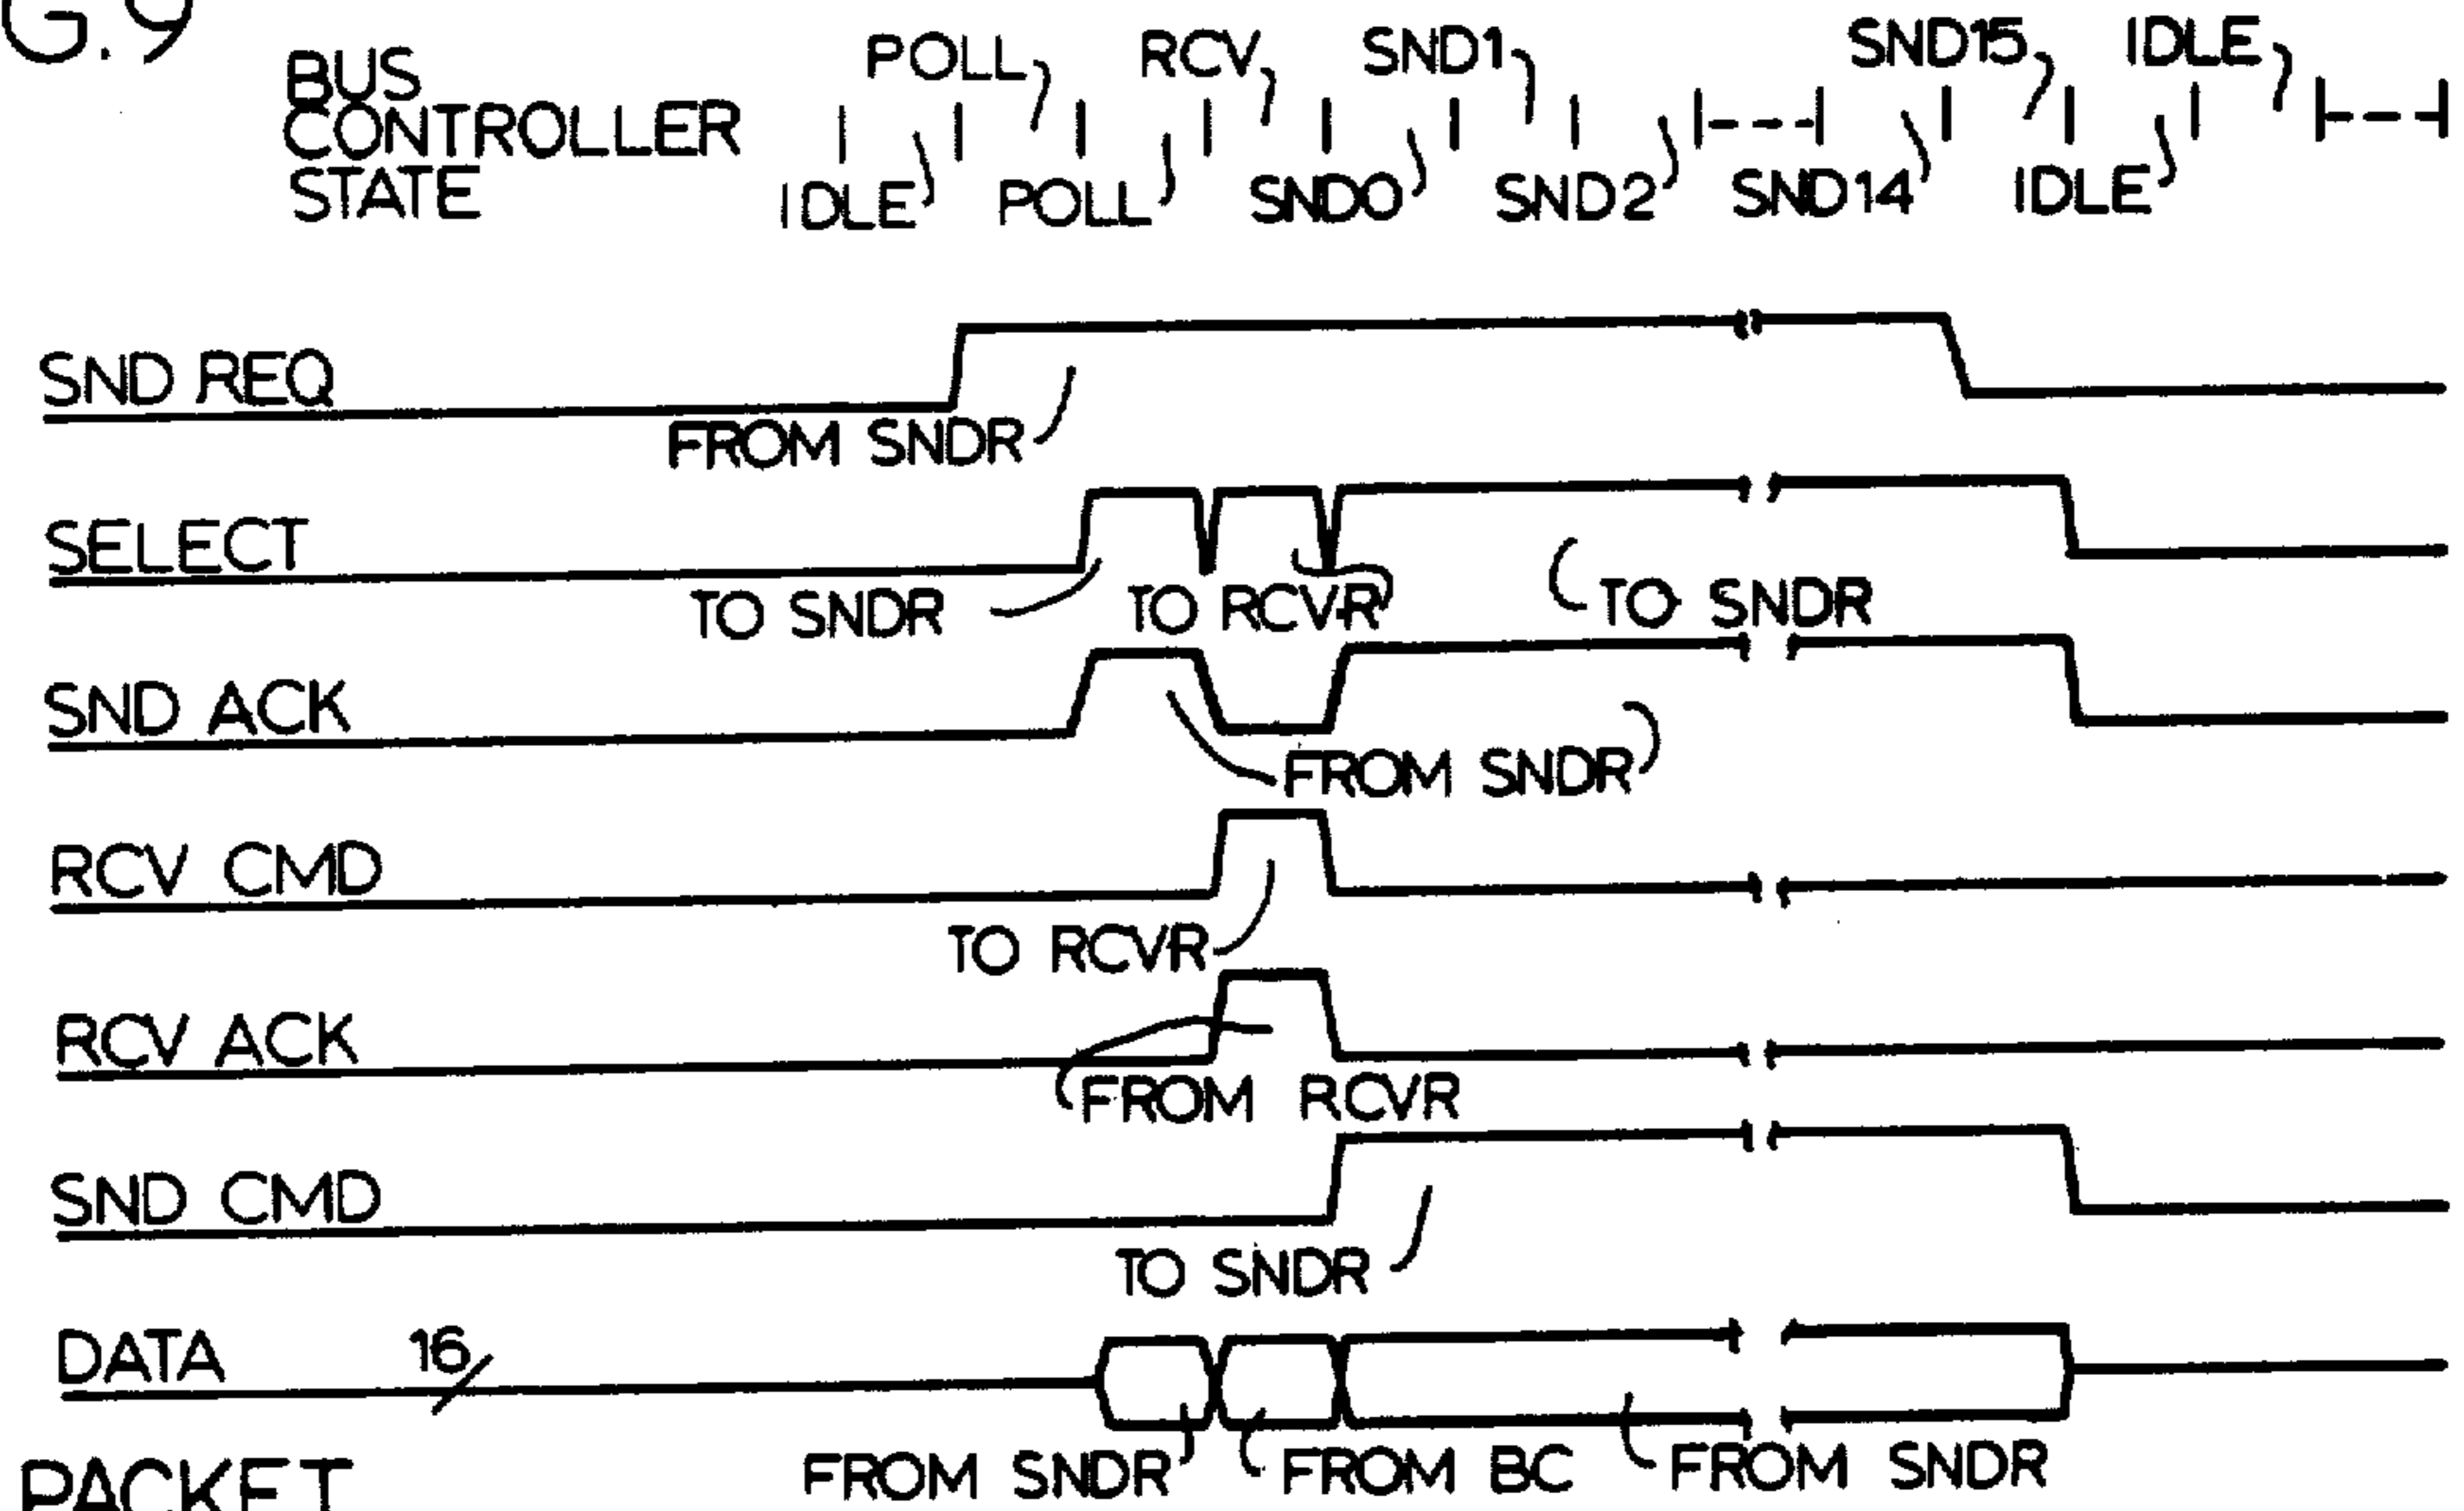 G.9
BUS
CONTROLLER
STATE
POLL RCV SND1 SND15 IDLE
IDLE POLL SND0 SND2 SND14 IDLE
SND REQ
FROM SNDR
SELECT
TO SNDR TO RCVR TO SNDR
SND ACK
FROM SNDR
RCV CMD
TO RCVR
RCV ACK
FROM RCVR
SND CMD
TO SNDR
DATA 16/
FROM SNDR FROM BC FROM SNDR
PACKET